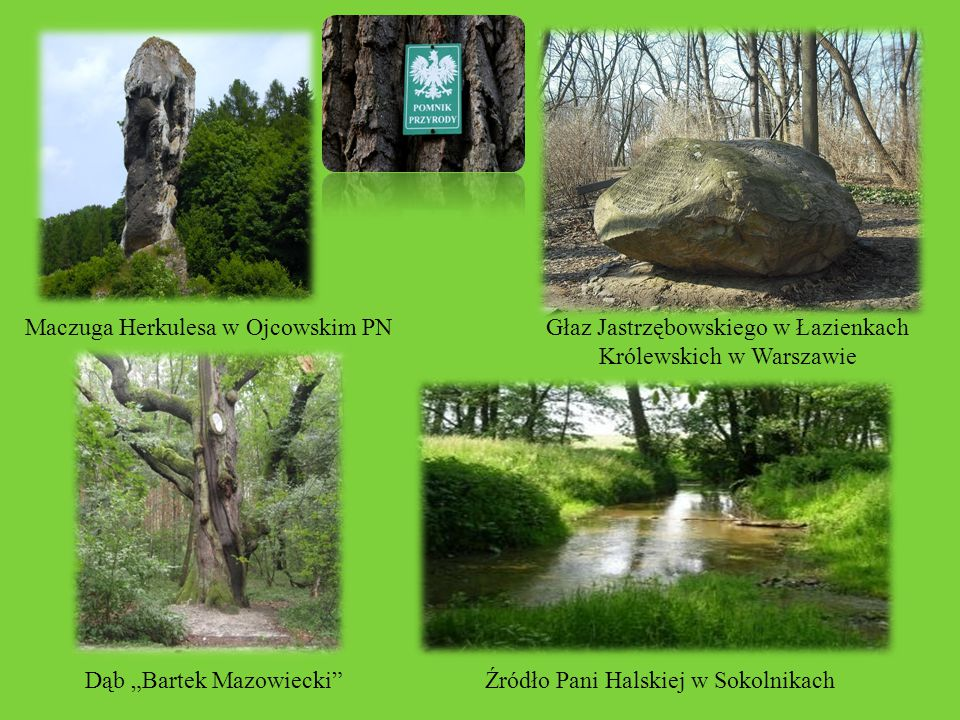 POMNIK
PRZYRODY
Maczuga Herkulesa w Ojcowskim PN
Głaz Jastrzębowskiego w Łazienkach
Królewskich w Warszawie
Dąb „Bartek Mazowiecki”
Źródło Pani Halskiej w Sokolnikach